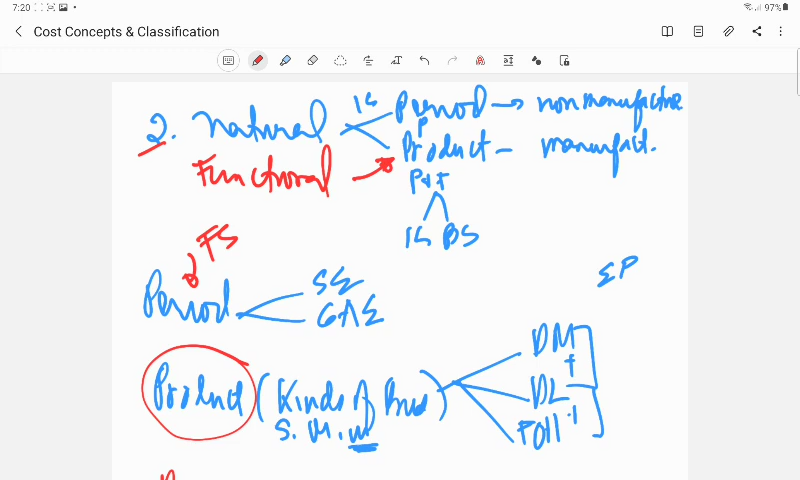 7:20 97%
Cost Concepts & Classification
2. Natural IS Period → non manufacture
P
Functional → Product - manufact.
IS BS
FS
Period SE
GAE
DM
+
Product (Kinds of Bus) DL
+
S. M. M FOH